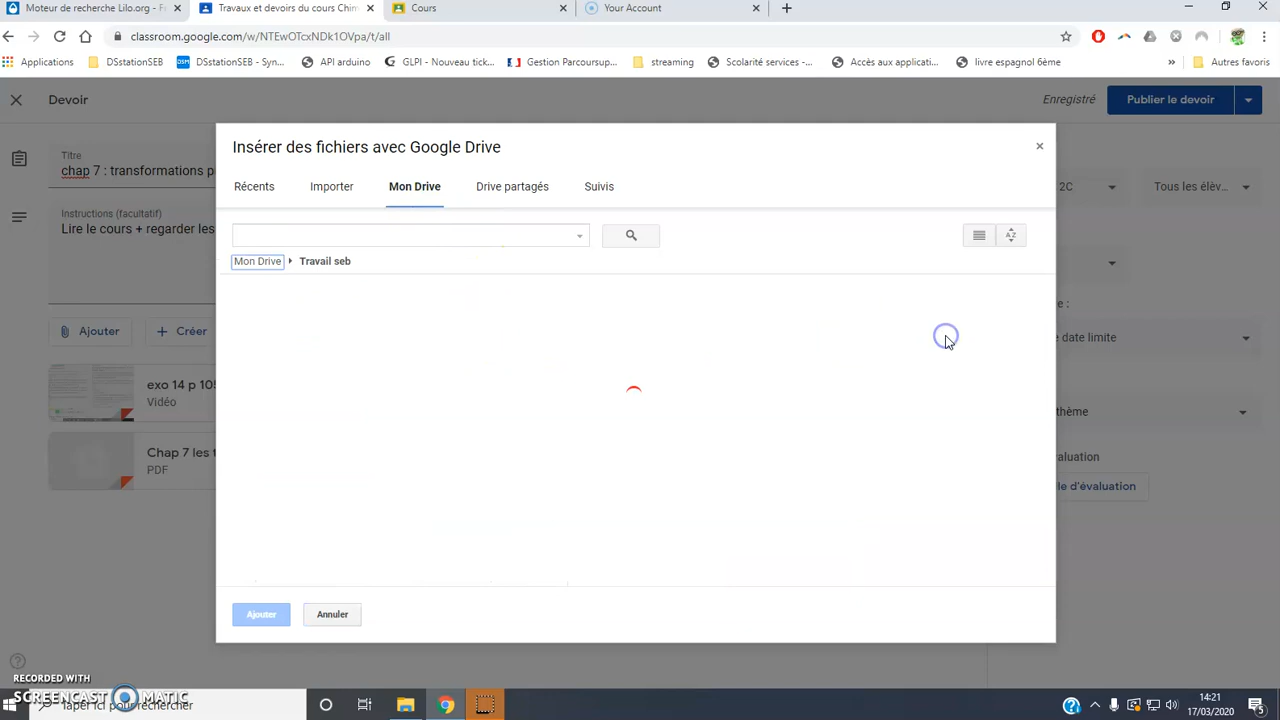 Moteur de recherche Lilo.org - Fr
Travaux et devoirs du cours Chim
Cours
Your Account
classroom.google.com/w/NTEwOTcxNDk1OVpa/t/all
Applications
DSstationSEB
DSstationSEB - Syn...
API arduino
GLPI - Nouveau tick...
Gestion Parcoursup...
streaming
Scolarité services -...
Accès aux applicati...
livre espagnol 6ème
»
Autres favoris
Devoir
Enregistré
Publier le devoir
Titre
chap 7 : transformations p
Instructions (facultatif)
Lire le cours + regarder les
Ajouter
Créer
exo 14 p 105
Vidéo
Chap 7 les t
PDF
Insérer des fichiers avec Google Drive
Récents
Importer
Mon Drive
Drive partagés
Suivis
Mon Drive
Travail seb
Ajouter
Annuler
2C
Tous les élèv...
e :
e date limite
thème
aluation
le d'évaluation
RECORDED WITH
SCREENCAST MATIC
Taper ici pour rechercher
14:21
17/03/2020
5